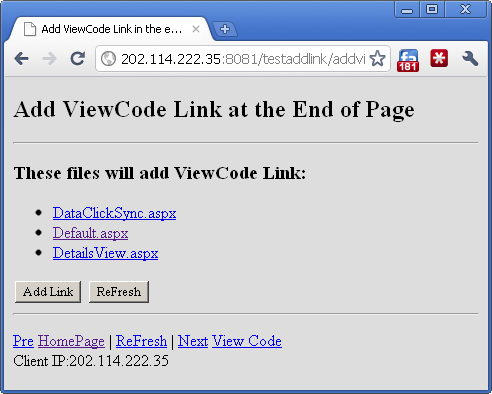 Add ViewCode Link in the e...
202.114.222.35:8081/testaddlink/addvi
181
Add ViewCode Link at the End of Page
These files will add ViewCode Link:
DataClickSync.aspx
Default.aspx
DetailsView.aspx
Add Link ReFresh
Pre HomePage | ReFresh | Next View Code
Client IP:202.114.222.35